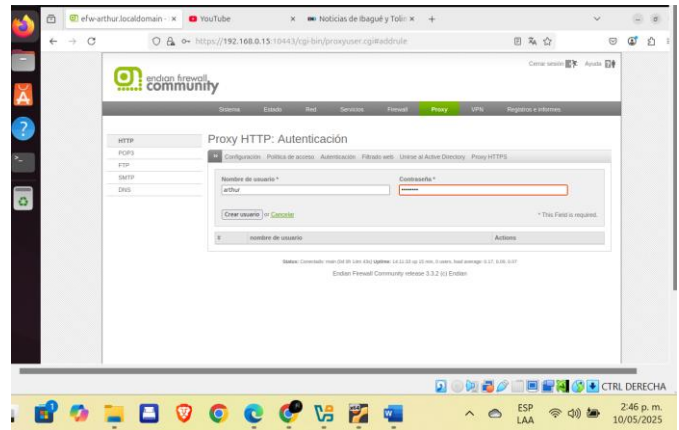 efw-arthur.localdomain - × YouTube × Noticias de Ibagué y Tolim × +
https://192.168.0.15:10443/cgi-bin/proxyuser.cgi#addrule
Cerrar sesión Ayuda
endian firewall
community
Sistema Estado Red Servicios Firewall Proxy VPN Registros e Informes
HTTP
POP3
FTP
SMTP
DNS
Proxy HTTP: Autenticación
Configuración Política de acceso Autenticación Filtrado web Unirse al Active Directory Proxy HTTPS
Nombre de usuario * Contraseña *
arthur ••••••••
Crear usuario or Cancelar * This Field is required.
# nombre de usuario Actions
Endian Firewall Community release 3.3.2 (c) Endian
CTRL DERECHA
ESP
LAA
2:46 p. m.
10/05/2025